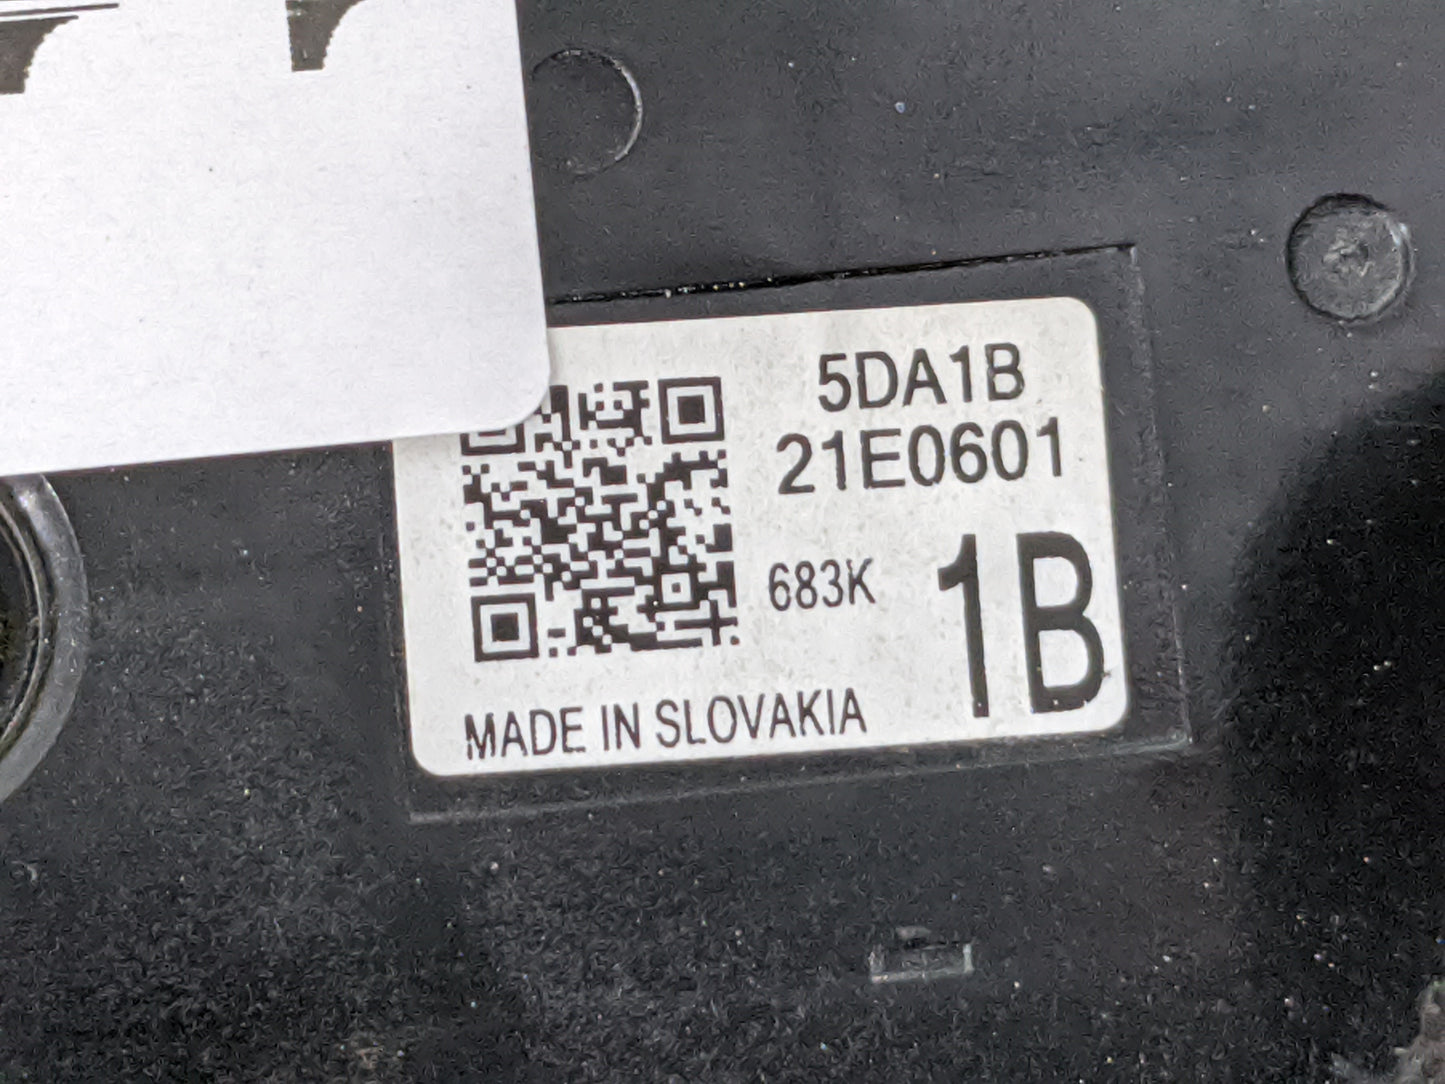 5DA1B
21E0601
683K
1B
MADE IN SLOVAKIA